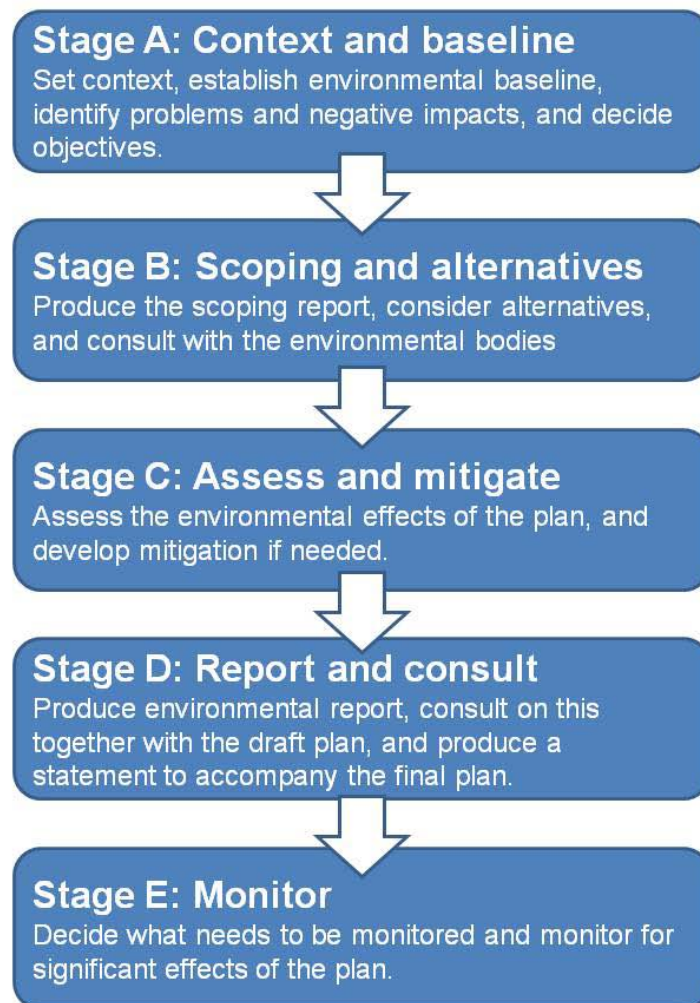 Stage A: Context and baseline
Set context, establish environmental baseline,
identify problems and negative impacts, and decide
objectives.
Stage B: Scoping and alternatives
Produce the scoping report, consider alternatives,
and consult with the environmental bodies
Stage C: Assess and mitigate
Assess the environmental effects of the plan, and
develop mitigation if needed.
Stage D: Report and consult
Produce environmental report, consult on this
together with the draft plan, and produce a
statement to accompany the final plan.
Stage E: Monitor
Decide what needs to be monitored and monitor for
significant effects of the plan.